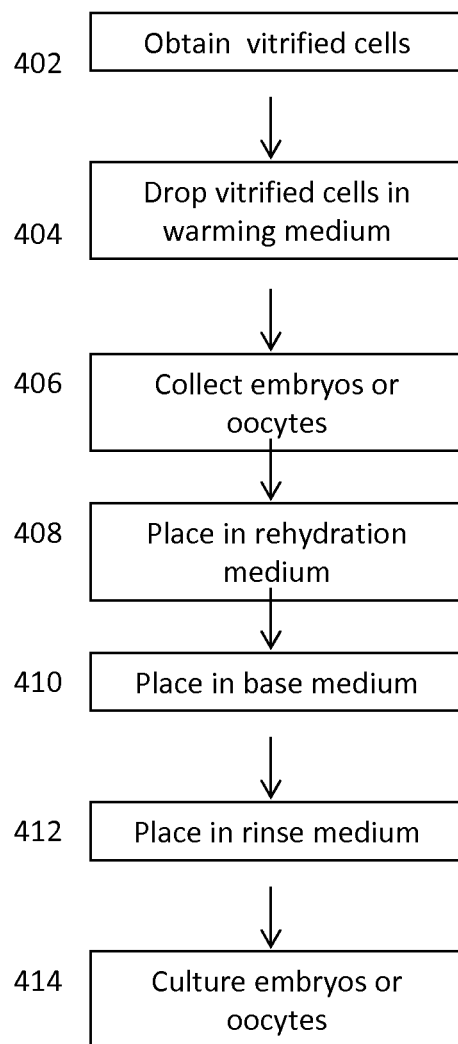 402
Obtain vitrified cells
404
Drop vitrified cells in
warming medium
406
Collect embryos or
oocytes
408
Place in rehydration
medium
410
Place in base medium
412
Place in rinse medium
414
Culture embryos or
oocytes